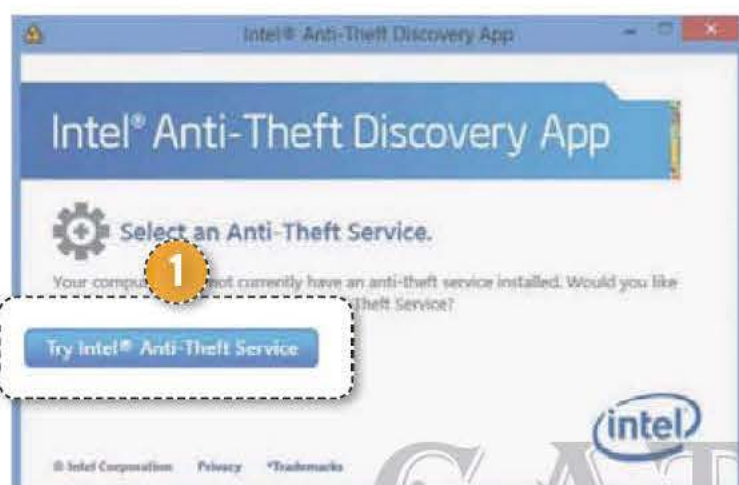 Intel® Anti-Theft Discovery App
Intel® Anti-Theft Discovery App
Select an Anti-Theft Service.
1
Your not currently have an anti-theft service installed. Would you like
Theft Service?
Try Intel® Anti-Theft Service
intel
© Intel Corporation Privacy *Trademarks